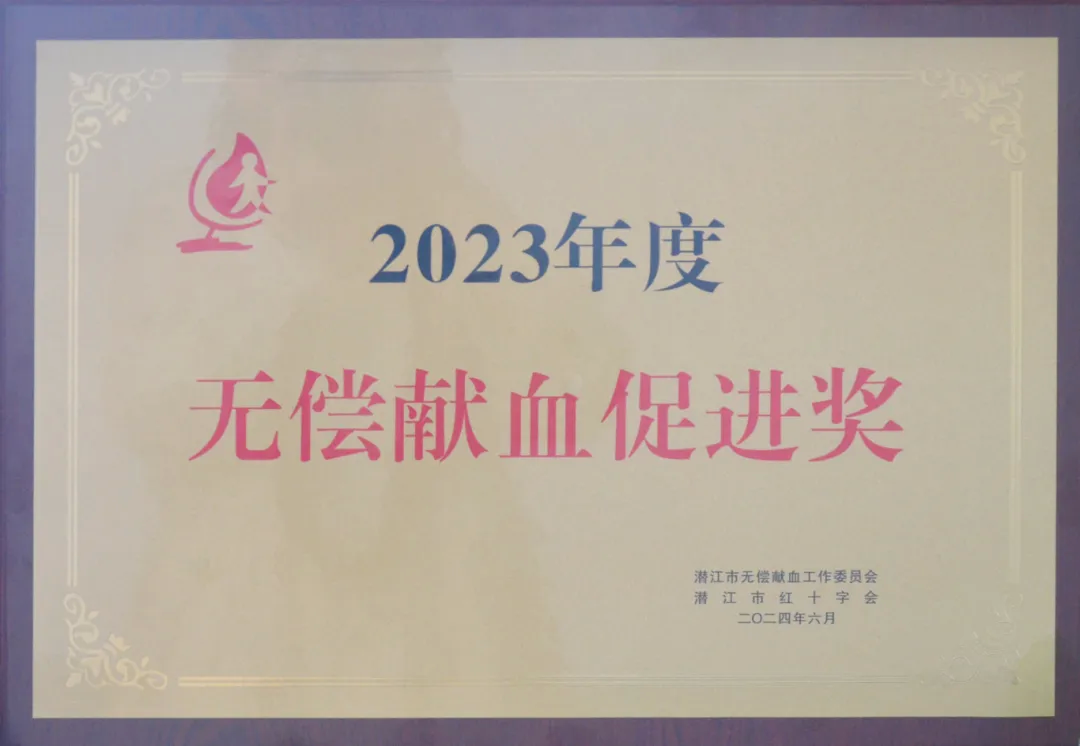 2023年度
无偿献血促进奖
潜江市无偿献血工作委员会
潜江市红十字会
二〇二四年六月